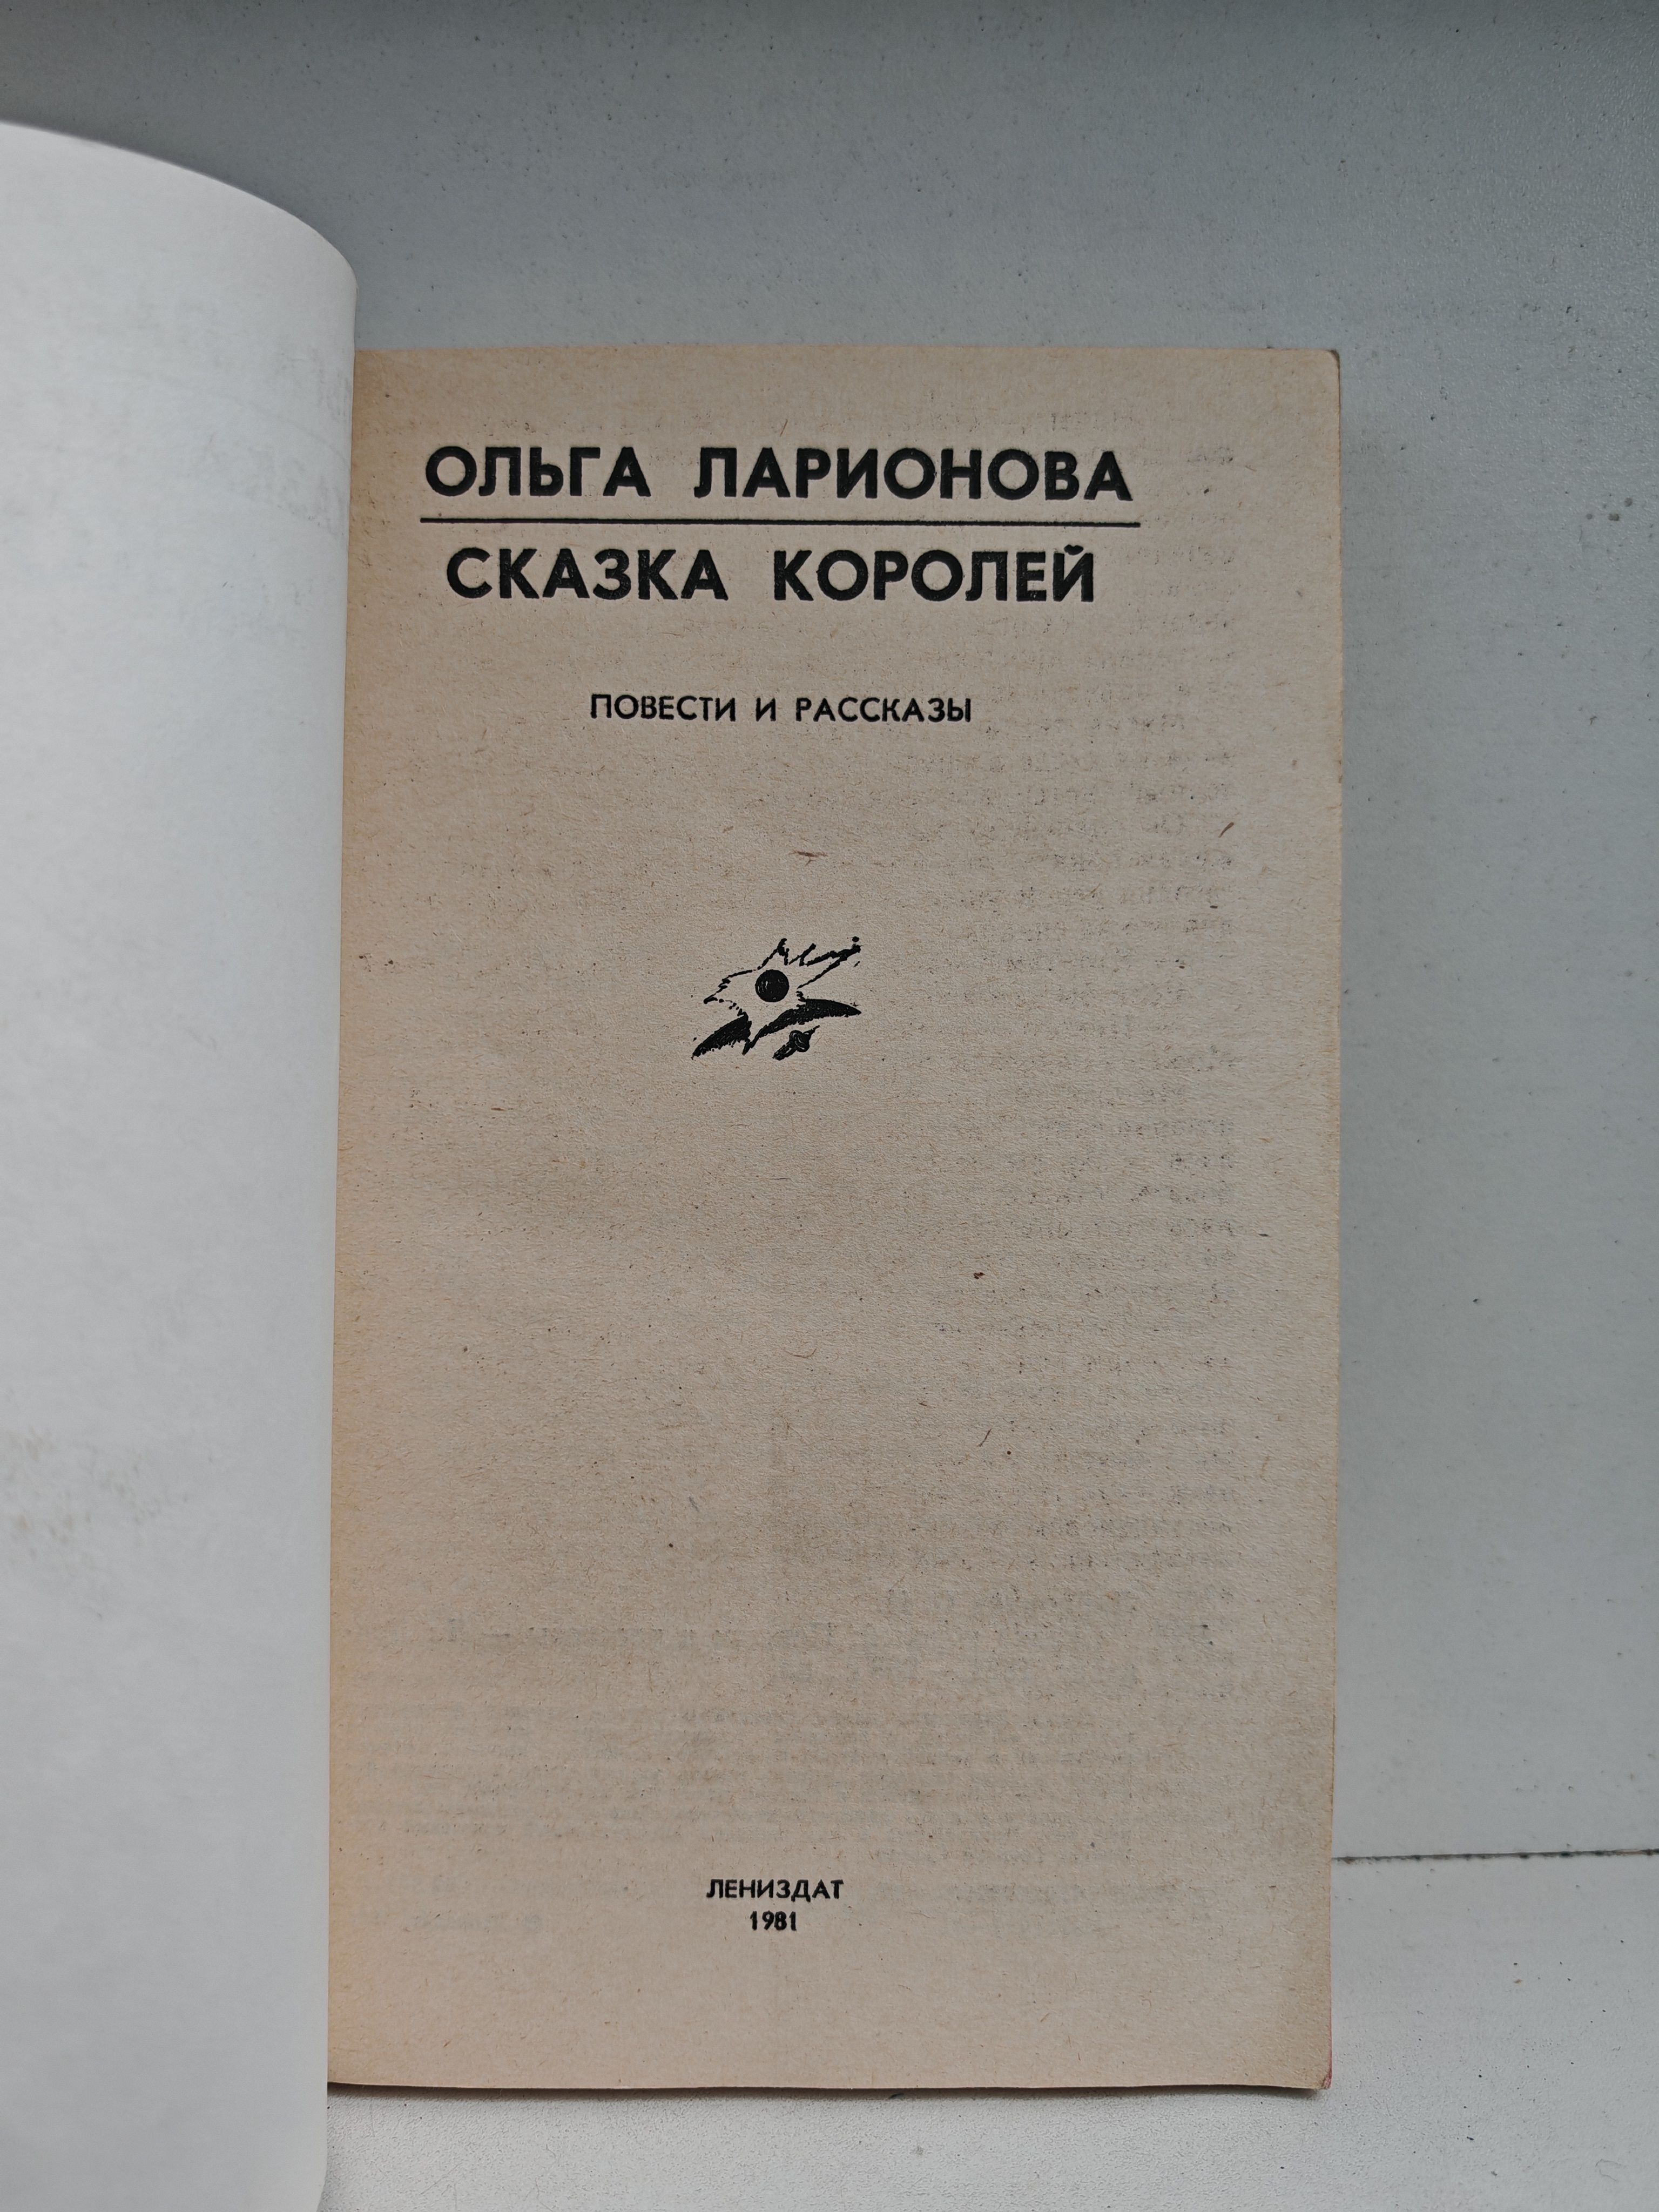 ОЛЬГА ЛАРИОНОВА
СКАЗКА КОРОЛЕЙ
ПОВЕСТИ И РАССКАЗЫ
ЛЕНИЗДАТ
1981